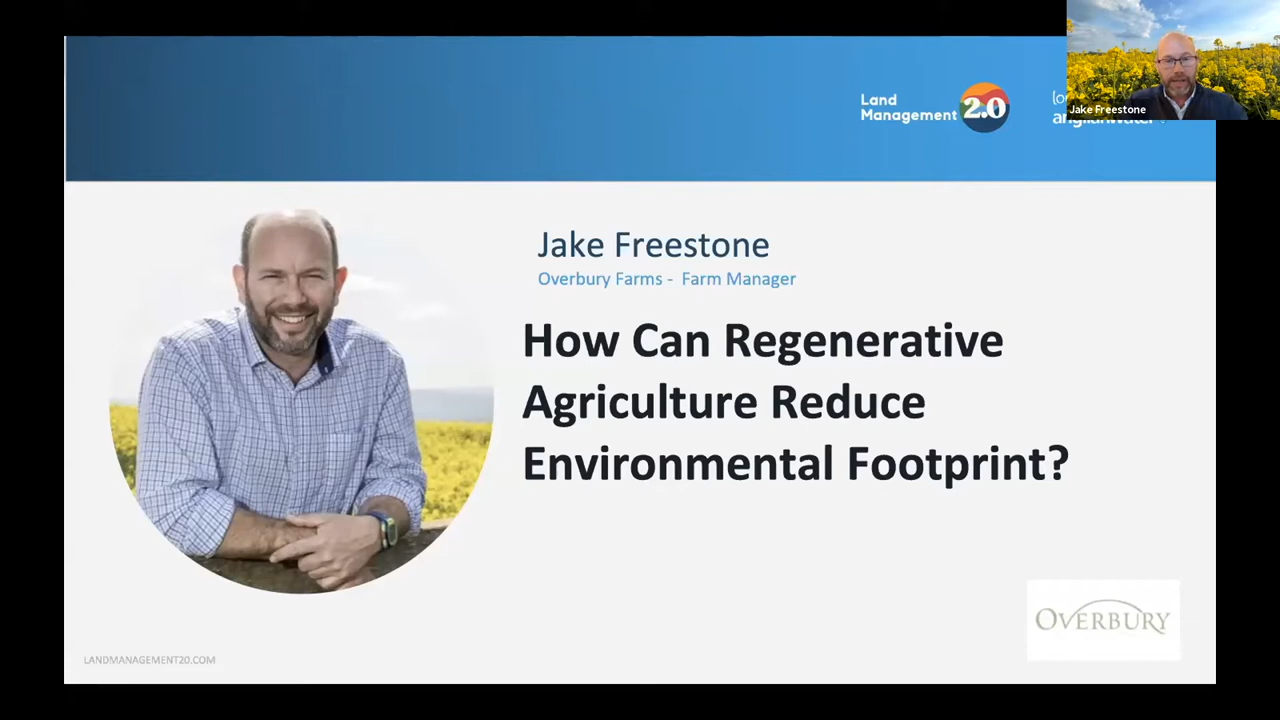 Land
Management 2.0
Jake Freestone
Jake Freestone
Overbury Farms - Farm Manager
How Can Regenerative
Agriculture Reduce
Environmental Footprint?
OVERBURY
LANDMANAGEMENT20.COM